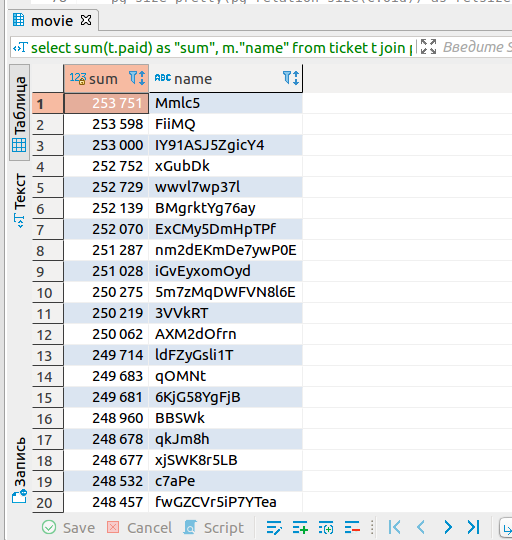 movie
select sum(t.paid) as "sum", m."name" from ticket t join
Введите S
Таблица
Текст
Запись
123 sum ABC name
1 253 751 Mmlc5
2 253 598 FiiMQ
3 253 000 IY91ASJ5ZgicY4
4 252 752 xGubDk
5 252 729 wwvl7wp37l
6 252 139 BMgrktYg76ay
7 252 070 ExCMy5DmHpTPf
8 251 287 nm2dEKmDe7ywP0E
9 251 028 iGvEyxomOyd
10 250 275 5m7zMqDWFVN8l6E
11 250 219 3VVkRT
12 250 062 AXM2dOfrn
13 249 714 ldFZyGsli1T
14 249 683 qOMNt
15 249 681 6KjG58YgFjB
16 248 960 BBSWk
17 248 678 qkJm8h
18 248 677 xjSWK8r5LB
19 248 532 c7aPe
20 248 457 fwGZCVr5iP7YTea
Save Cancel Script